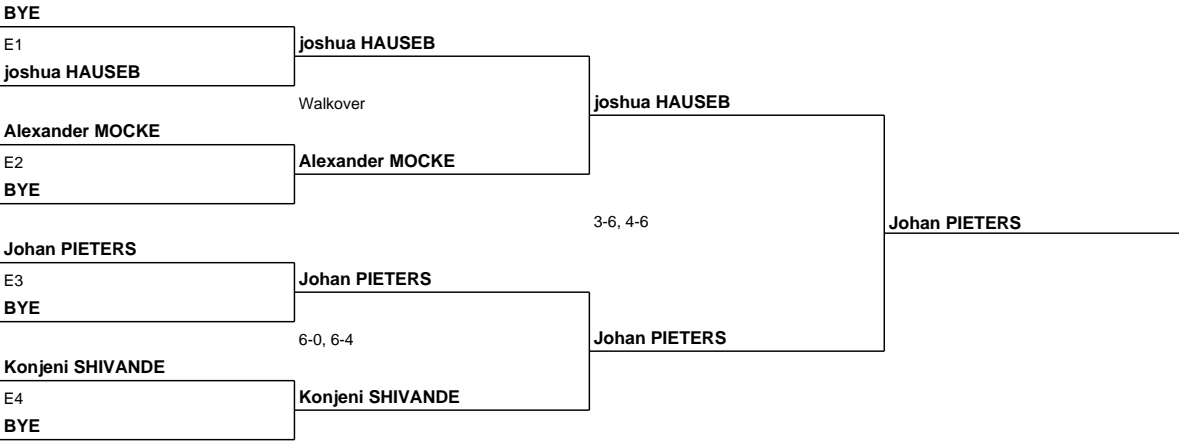 BYE
E1
joshua HAUSEB
joshua HAUSEB
Walkover
joshua HAUSEB
Alexander MOCKE
E2
Alexander MOCKE
BYE
3-6, 4-6
Johan PIETERS
Johan PIETERS
E3
Johan PIETERS
BYE
6-0, 6-4
Johan PIETERS
Konjeni SHIVANDE
E4
Konjeni SHIVANDE
BYE